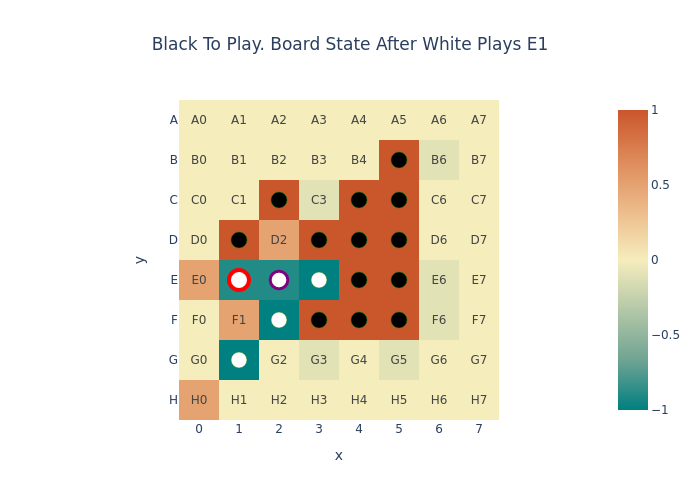 Black To Play. Board State After White Plays E1
A A0 A1 A2 A3 A4 A5 A6 A7 1
B B0 B1 B2 B3 B4 B6 B7
C C0 C1 C3 C6 C7 0.5
D D0 D2 D6 D7
y E E0 E6 E7 0
F F0 F1 F6 F7 −0.5
G G0 G2 G3 G4 G5 G6 G7
H H0 H1 H2 H3 H4 H5 H6 H7 −1
0 1 2 3 4 5 6 7
x